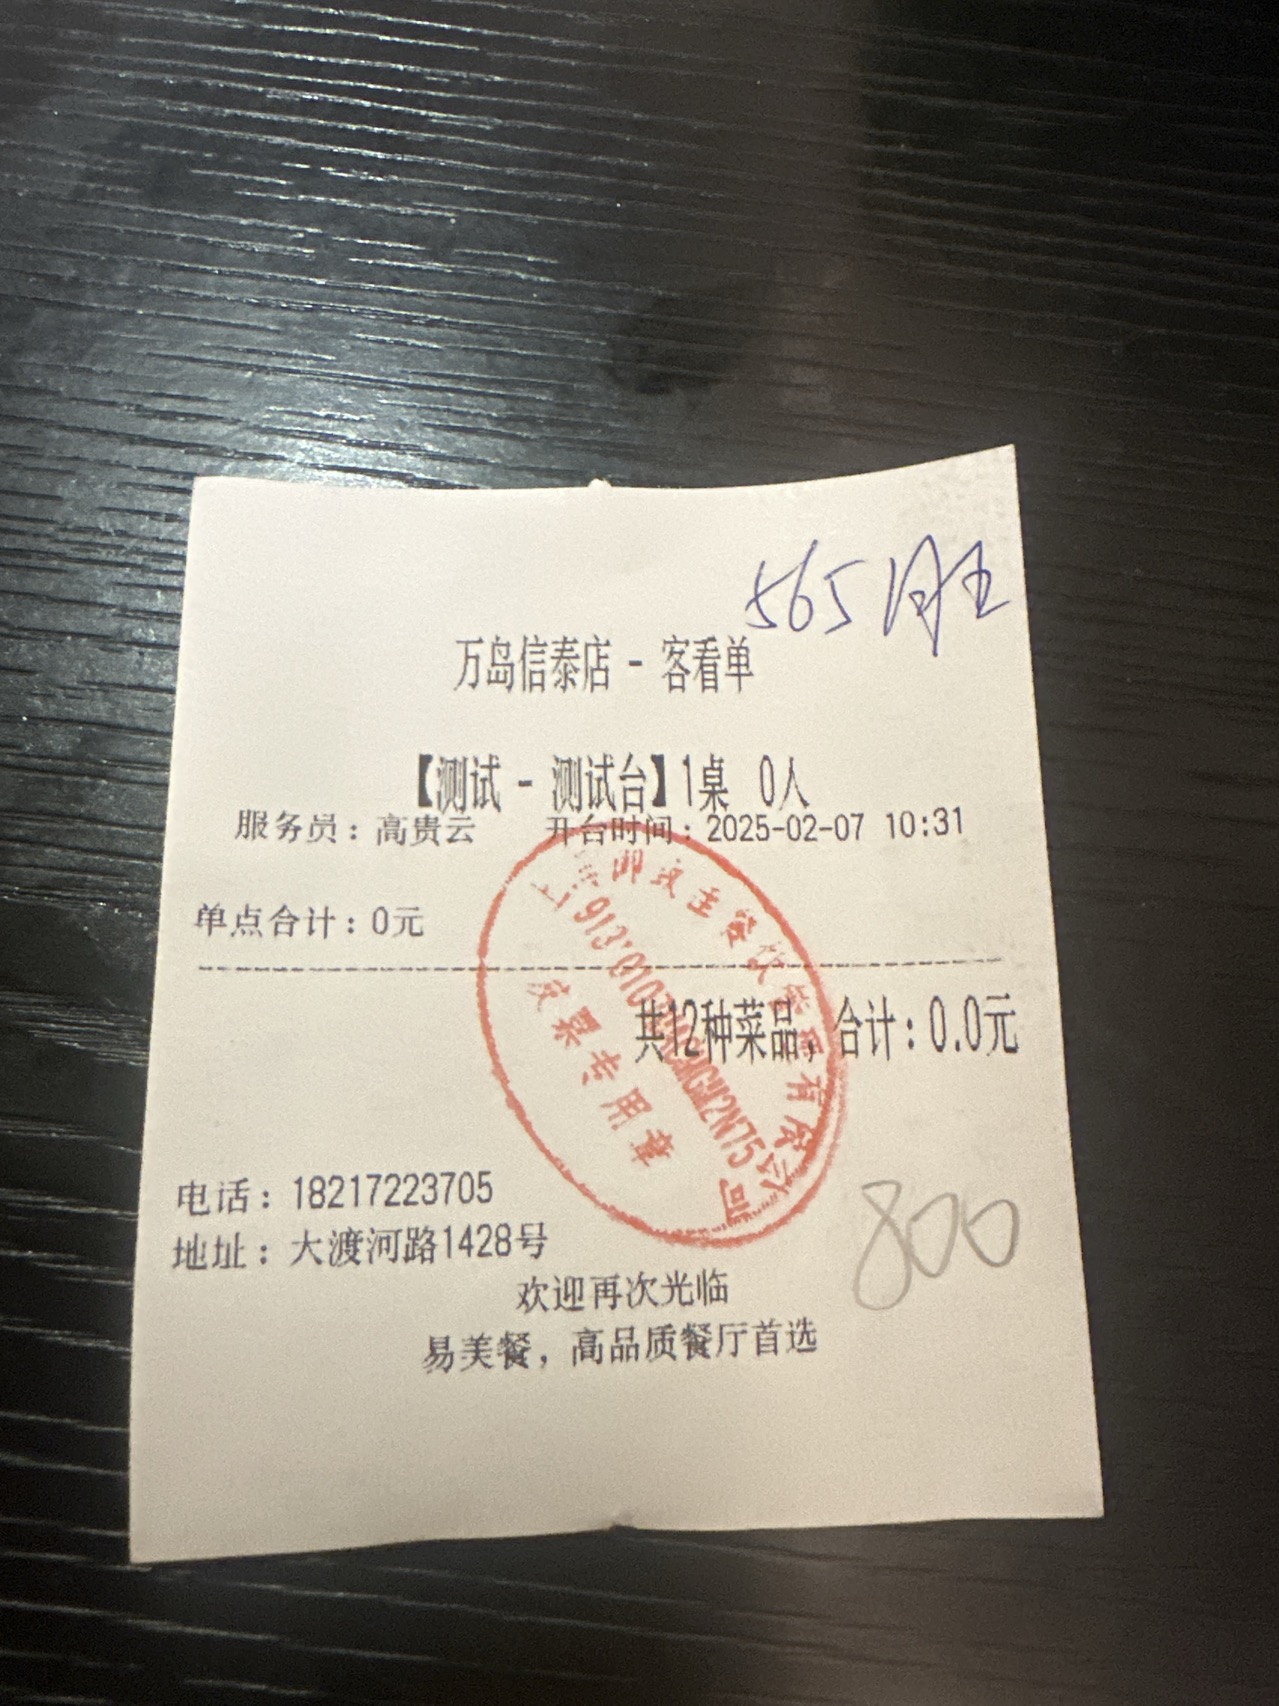 565
万岛信泰店 - 客看单
【测试 - 测试台】1桌 0人
服务员：高贵云 开台时间：2025-02-07 10:31
单点合计：0元
共12种菜品，合计：0.0元
发票专用章
电话：18217223705
地址：大渡河路1428号
800
欢迎再次光临
易美餐，高品质餐厅首选